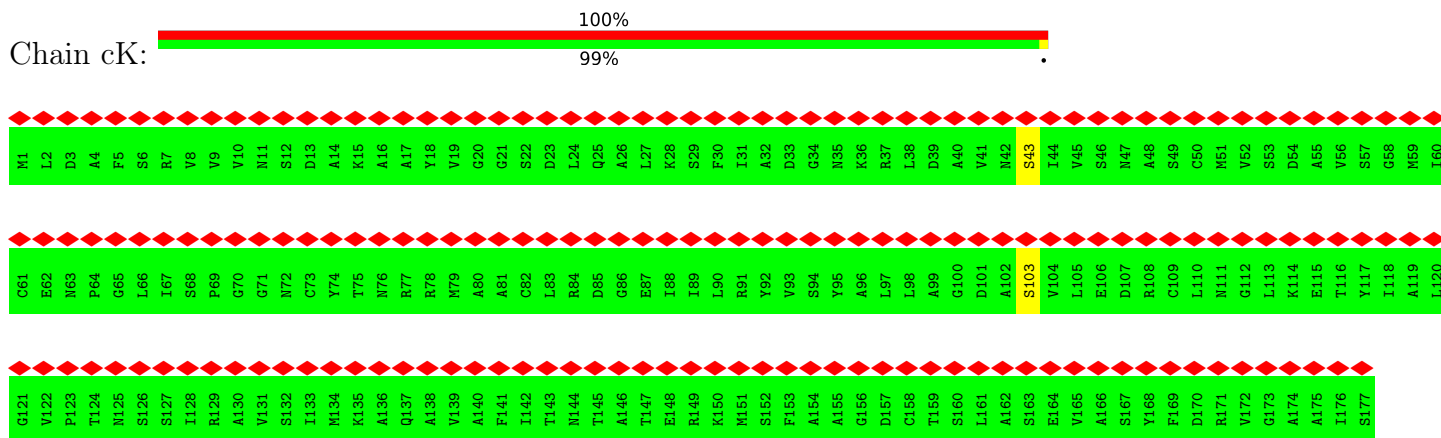 100%
Chain cK:
99%
.
M1 L2 D3 A4 F5 S6 R7 V8 V9 V10 N11 S12 D13 A14 K15 A16 A17 Y18 V19 G20 G21 S22 D23 L24 Q25 A26 L27 K28 S29 F30 I31 A32 D33 G34 N35 K36 R37 L38 D39 A40 V41 N42 S43 I44 V45 S46 N47 A48 S49 C50 M51 V52 S53 D54 A55 V56 S57 G58 M59 I60
C61 E62 N63 P64 G65 L66 I67 S68 P69 G70 G71 N72 C73 Y74 T75 N76 R77 R78 M79 A80 A81 C82 L83 R84 D85 G86 E87 I88 I89 L90 R91 Y92 V93 S94 Y95 A96 L97 L98 A99 G100 D101 A102 S103 V104 L105 E106 D107 R108 C109 L110 N111 G112 L113 K114 E115 T116 Y117 I118 A119 L120
G121 V122 P123 T124 N125 S126 S127 I128 R129 A130 V131 S132 I133 M134 K135 A136 Q137 A138 V139 A140 F141 I142 T143 N144 T145 A146 T147 E148 R149 K150 M151 S152 F153 A154 A155 G156 D157 C158 T159 S160 L161 A162 S163 E164 V165 A166 S167 Y168 F169 D170 R171 V172 G173 A174 A175 I176 S177